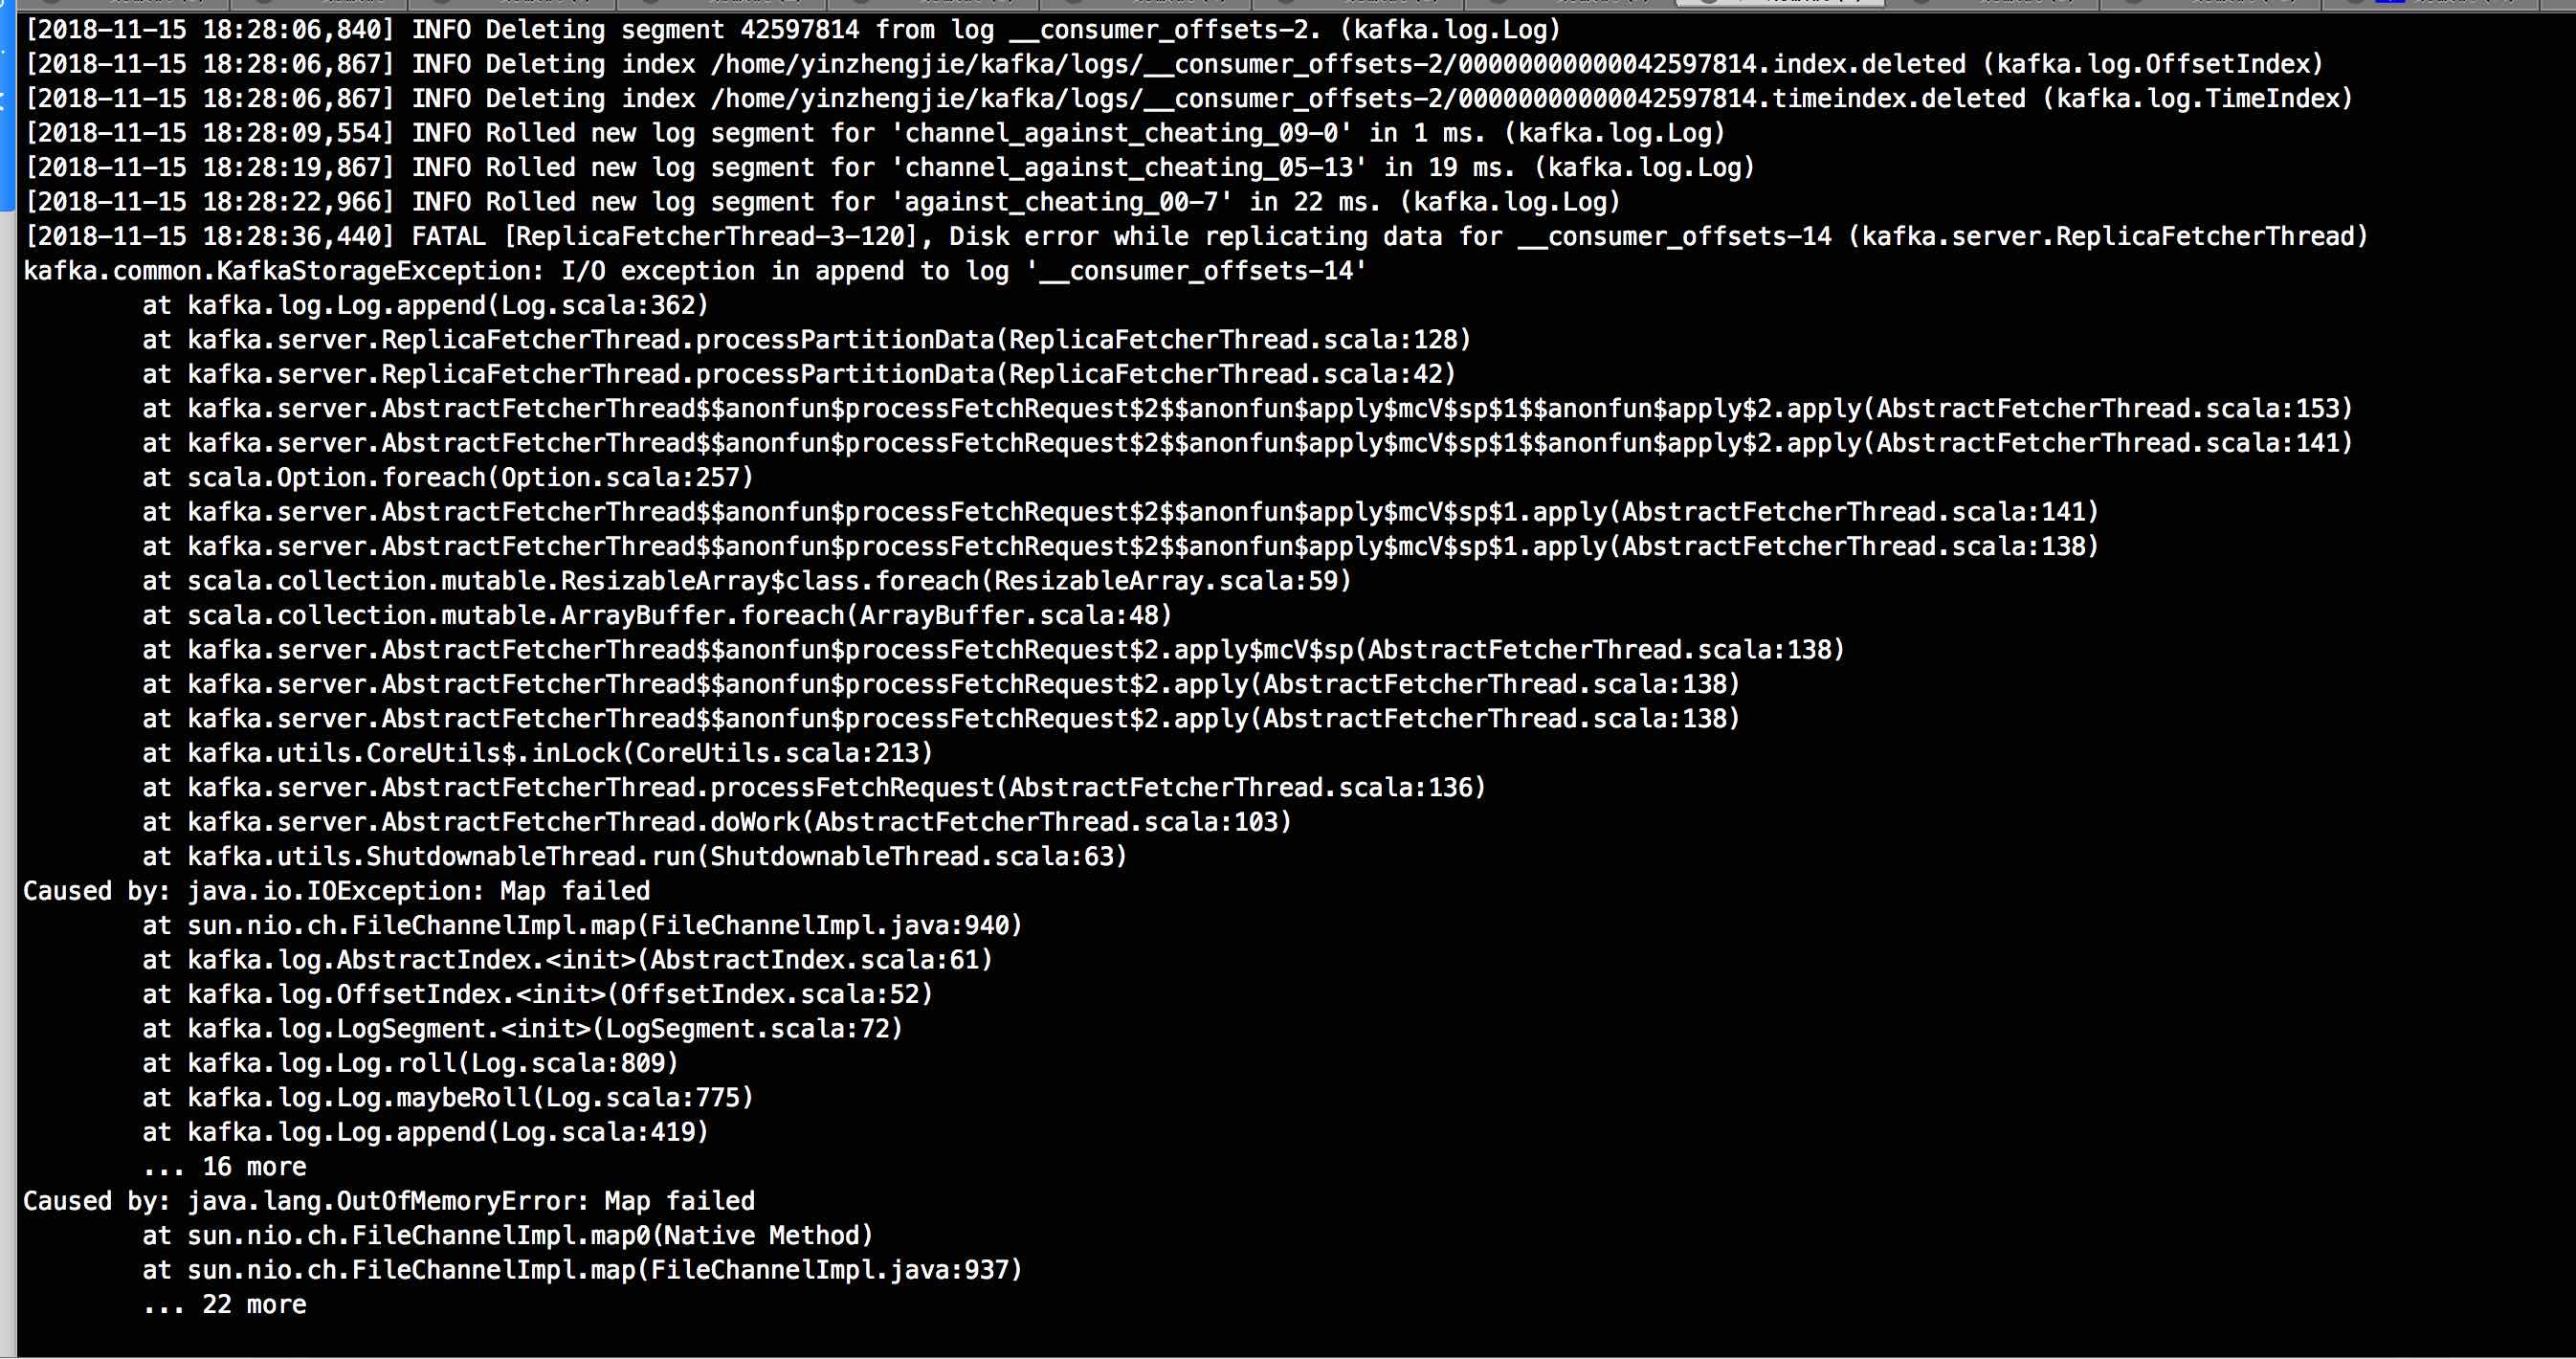 [2018-11-15 18:28:06,840] INFO Deleting segment 42597814 from log __consumer_offsets-2. (kafka.log.Log)
[2018-11-15 18:28:06,867] INFO Deleting index /home/yinzhengjie/kafka/logs/__consumer_offsets-2/00000000000042597814.index.deleted (kafka.log.OffsetIndex)
[2018-11-15 18:28:06,867] INFO Deleting index /home/yinzhengjie/kafka/logs/__consumer_offsets-2/00000000000042597814.timeindex.deleted (kafka.log.TimeIndex)
[2018-11-15 18:28:09,554] INFO Rolled new log segment for 'channel_against_cheating_09-0' in 1 ms. (kafka.log.Log)
[2018-11-15 18:28:19,867] INFO Rolled new log segment for 'channel_against_cheating_05-13' in 19 ms. (kafka.log.Log)
[2018-11-15 18:28:22,966] INFO Rolled new log segment for 'against_cheating_00-7' in 22 ms. (kafka.log.Log)
[2018-11-15 18:28:36,440] FATAL [ReplicaFetcherThread-3-120], Disk error while replicating data for __consumer_offsets-14 (kafka.server.ReplicaFetcherThread)
kafka.common.KafkaStorageException: I/O exception in append to log '__consumer_offsets-14'
at kafka.log.Log.append(Log.scala:362)
at kafka.server.ReplicaFetcherThread.processPartitionData(ReplicaFetcherThread.scala:128)
at kafka.server.ReplicaFetcherThread.processPartitionData(ReplicaFetcherThread.scala:42)
at kafka.server.AbstractFetcherThread$$anonfun$processFetchRequest$2$$anonfun$apply$mcV$sp$1$$anonfun$apply$2.apply(AbstractFetcherThread.scala:153)
at kafka.server.AbstractFetcherThread$$anonfun$processFetchRequest$2$$anonfun$apply$mcV$sp$1$$anonfun$apply$2.apply(AbstractFetcherThread.scala:141)
at scala.Option.foreach(Option.scala:257)
at kafka.server.AbstractFetcherThread$$anonfun$processFetchRequest$2$$anonfun$apply$mcV$sp$1.apply(AbstractFetcherThread.scala:141)
at kafka.server.AbstractFetcherThread$$anonfun$processFetchRequest$2$$anonfun$apply$mcV$sp$1.apply(AbstractFetcherThread.scala:138)
at scala.collection.mutable.ResizableArray$class.foreach(ResizableArray.scala:59)
at scala.collection.mutable.ArrayBuffer.foreach(ArrayBuffer.scala:48)
at kafka.server.AbstractFetcherThread$$anonfun$processFetchRequest$2.apply$mcV$sp(AbstractFetcherThread.scala:138)
at kafka.server.AbstractFetcherThread$$anonfun$processFetchRequest$2.apply(AbstractFetcherThread.scala:138)
at kafka.server.AbstractFetcherThread$$anonfun$processFetchRequest$2.apply(AbstractFetcherThread.scala:138)
at kafka.utils.CoreUtils$.inLock(CoreUtils.scala:213)
at kafka.server.AbstractFetcherThread.processFetchRequest(AbstractFetcherThread.scala:136)
at kafka.server.AbstractFetcherThread.doWork(AbstractFetcherThread.scala:103)
at kafka.utils.ShutdownableThread.run(ShutdownableThread.scala:63)
Caused by: java.io.IOException: Map failed
at sun.nio.ch.FileChannelImpl.map(FileChannelImpl.java:940)
at kafka.log.AbstractIndex.<init>(AbstractIndex.scala:61)
at kafka.log.OffsetIndex.<init>(OffsetIndex.scala:52)
at kafka.log.LogSegment.<init>(LogSegment.scala:72)
at kafka.log.Log.roll(Log.scala:809)
at kafka.log.Log.maybeRoll(Log.scala:775)
at kafka.log.Log.append(Log.scala:419)
... 16 more
Caused by: java.lang.OutOfMemoryError: Map failed
at sun.nio.ch.FileChannelImpl.map0(Native Method)
at sun.nio.ch.FileChannelImpl.map(FileChannelImpl.java:937)
... 22 more